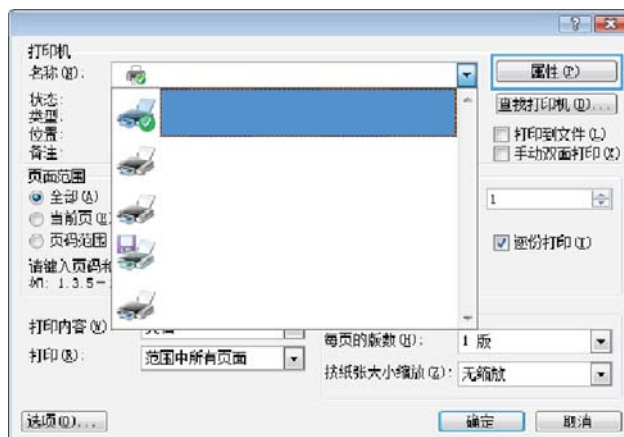 打印机
名称(N):
属性(P)
状态:
类型:
位置:
备注:
查找打印机(D)...
打印到文件(L)
手动双面打印(X)
页面范围
全部(A)
当前页(E
页码范围
请键入页码和
如: 1.3.5-1
1
逐份打印(T)
打印内容(W)
打印(R):
范围中所有页面
每页的版数(H):
1 版
按纸张大小缩放(Z):
无缩放
选项(O)...
确定
取消